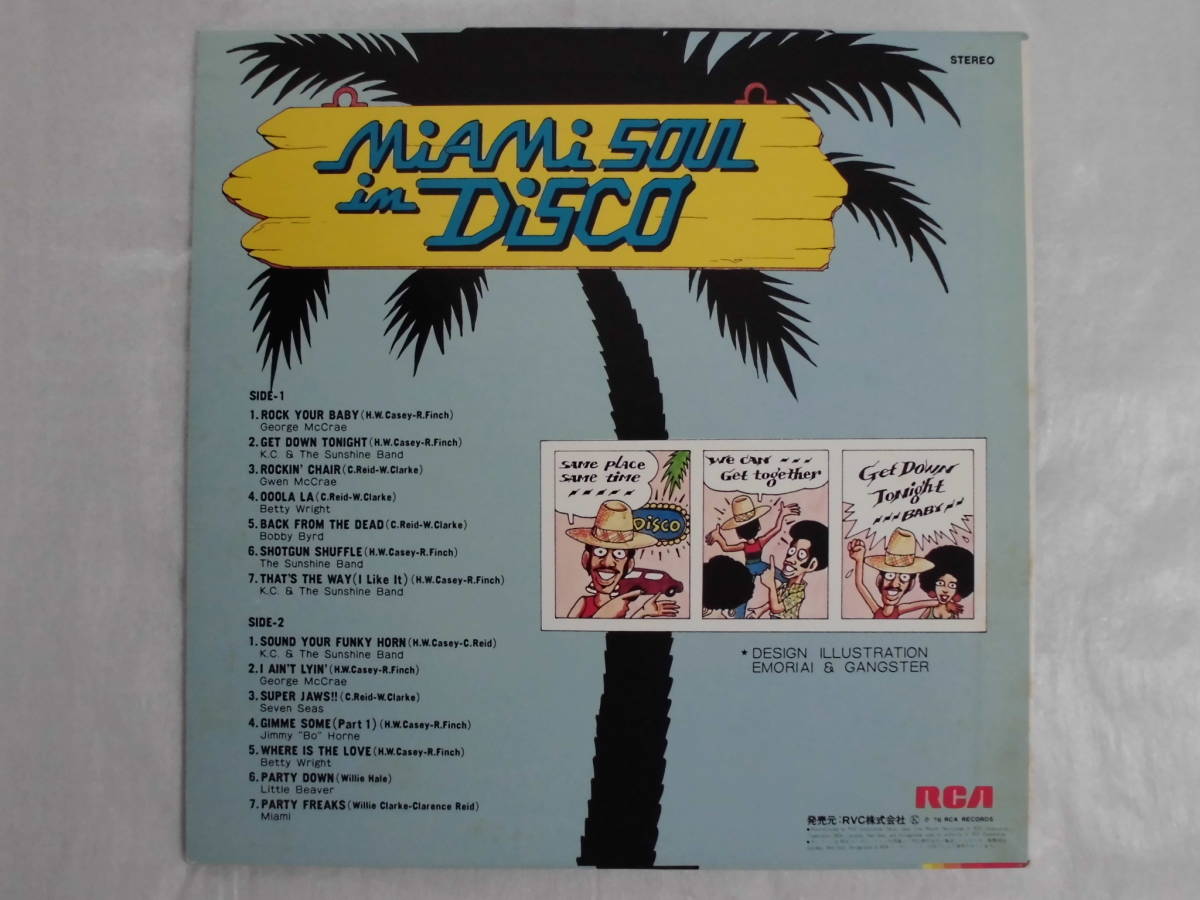 STEREO
MiAMi SOUL
in DiSCO
SIDE-1
1. ROCK YOUR BABY (H.W. Casey-R.Finch)
George McCrae
2. GET DOWN TONIGHT (H.W. Casey-R.Finch)
K.C. & The Sunshine Band
3. ROCKIN' CHAIR (C.Reid-W.Clarke)
Gwen McCrae
4. OOOLA LA (C.Reid-W.Clarke)
Betty Wright
5. BACK FROM THE DEAD (C.Reid-W.Clarke)
Bobby Byrd
6. SHOTGUN SHUFFLE (H.W. Casey-R.Finch)
The Sunshine Band
7. THAT'S THE WAY (I Like It) (H.W. Casey-R.Finch)
K.C. & The Sunshine Band
SIDE-2
1. SOUND YOUR FUNKY HORN (H.W. Casey-C.Reid)
K.C. & The Sunshine Band
2. I AIN'T LYIN' (H.W. Casey-R.Finch)
George McCrae
3. SUPER JAWS!! (C.Reid-W.Clarke)
Seven Seas
4. GIMME SOME (Part 1) (H.W. Casey-R.Finch)
Jimmy "Bo" Horne
5. WHERE IS THE LOVE (H.W. Casey-R.Finch)
Betty Wright
6. PARTY DOWN (Willie Hale)
Little Beaver
7. PARTY FREAKS (Willie Clarke-Clarence Reid)
Miami
SAME PLACE
SAME time
DiSCO
WE CAN ---
Get together
Get DOWN
TONIGHT
---BABY---
* DESIGN ILLUSTRATION
EMORIAI & GANGSTER
RCA
発売元:RVC株式会社 Ⓚ ℗ '76 RCA RECORDS